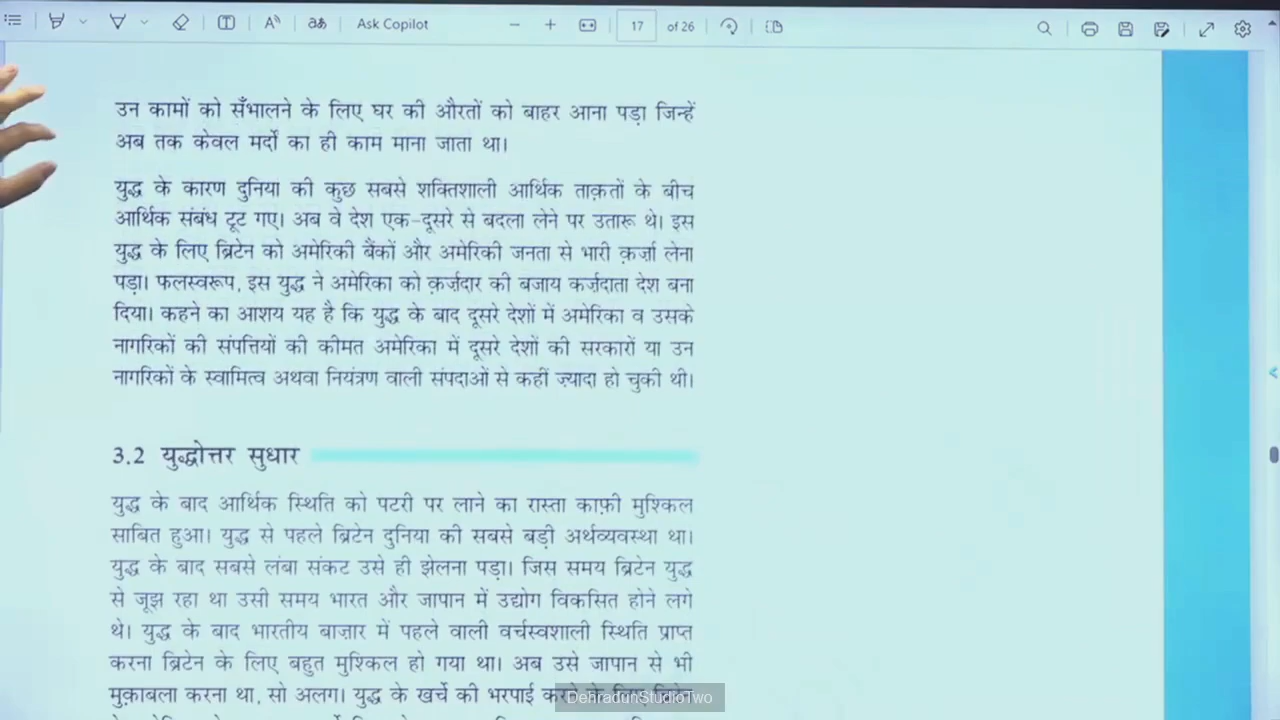 Ask Copilot
17
of 26
उन कामों को सँभालने के लिए घर की औरतों को बाहर आना पड़ा जिन्हें
अब तक केवल मर्दों का ही काम माना जाता था।
युद्ध के कारण दुनिया की कुछ सबसे शक्तिशाली आर्थिक ताक़तों के बीच
आर्थिक संबंध टूट गए। अब वे देश एक-दूसरे से बदला लेने पर उतारू थे। इस
युद्ध के लिए ब्रिटेन को अमेरिकी बैंकों और अमेरिकी जनता से भारी क़र्ज़ा लेना
पड़ा। फलस्वरूप, इस युद्ध ने अमेरिका को क़र्ज़दार की बजाय कर्ज़दाता देश बना
दिया। कहने का आशय यह है कि युद्ध के बाद दूसरे देशों में अमेरिका व उसके
नागरिकों की संपत्तियों की कीमत अमेरिका में दूसरे देशों की सरकारों या उन
नागरिकों के स्वामित्व अथवा नियंत्रण वाली संपदाओं से कहीं ज़्यादा हो चुकी थी।
3.2 युद्धोत्तर सुधार
युद्ध के बाद आर्थिक स्थिति को पटरी पर लाने का रास्ता काफ़ी मुश्किल
साबित हुआ। युद्ध से पहले ब्रिटेन दुनिया की सबसे बड़ी अर्थव्यवस्था था।
युद्ध के बाद सबसे लंबा संकट उसे ही झेलना पड़ा। जिस समय ब्रिटेन युद्ध
से जूझ रहा था उसी समय भारत और जापान में उद्योग विकसित होने लगे
थे। युद्ध के बाद भारतीय बाज़ार में पहले वाली वर्चस्वशाली स्थिति प्राप्त
करना ब्रिटेन के लिए बहुत मुश्किल हो गया था। अब उसे जापान से भी
मुक़ाबला करना था, सो अलग। युद्ध के खर्चे की भरपाई
DehradunStudioTwo